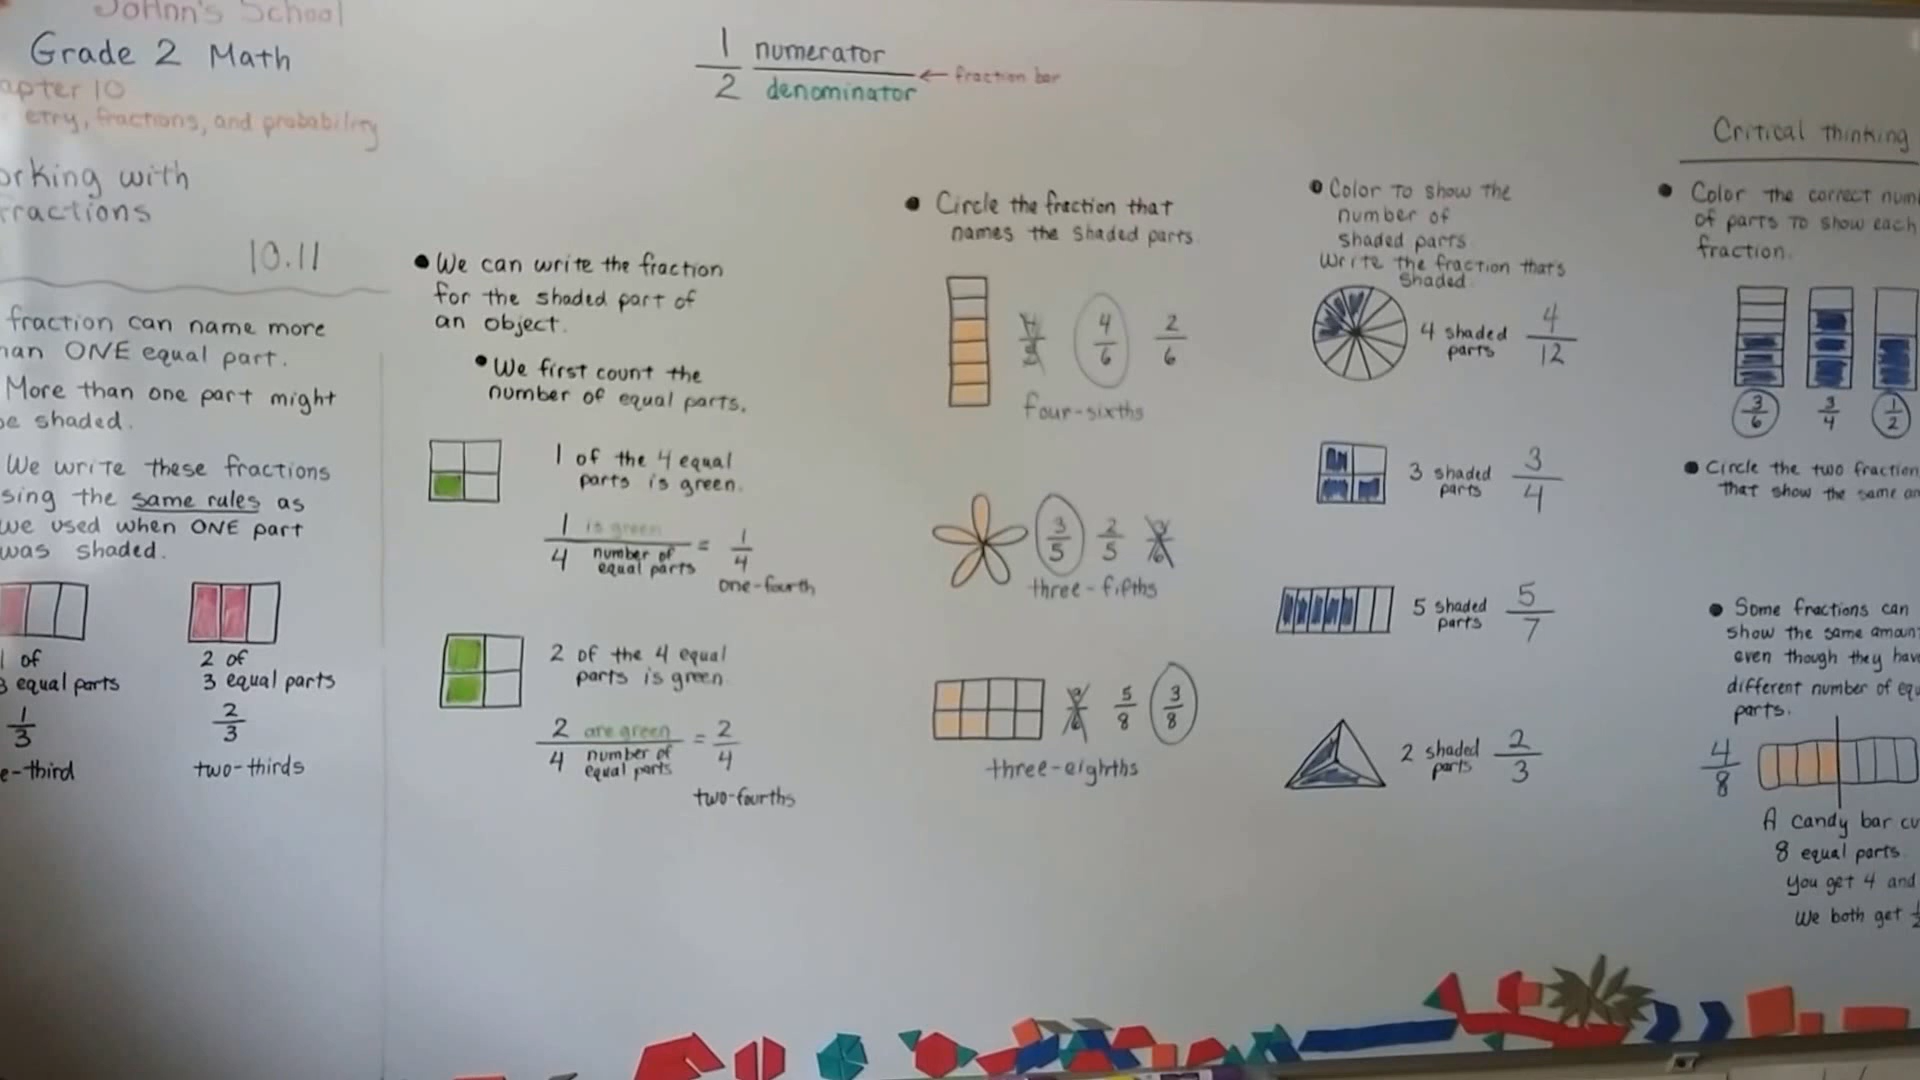 JoAnn's School
Grade 2 Math
apter 10
etry, fractions, and probability
orking with
fractions
10.11
fraction can name more
han ONE equal part.
More than one part might
be shaded.
We write these fractions
sing the same rules as
we used when ONE part
was shaded.
1 of
3 equal parts
1/3
e-third
2 of
3 equal parts
2/3
two-thirds
1/2 numerator
denominator
← fraction bar
• We can write the fraction
for the shaded part of
an object.
• We first count the
number of equal parts.
1 of the 4 equal
parts is green.
1 is green
4 number of
equal parts
= 1/4
one-fourth
2 of the 4 equal
parts is green.
2 are green
4 number of
equal parts
= 2/4
two-fourths
• Circle the fraction that
names the shaded parts.
4/6 2/6
four-sixths
3/5 2/5
three-fifths
5/8 3/8
three-eighths
• Color to show the
number of
shaded parts.
Write the fraction that's
shaded.
4 shaded
parts
4/12
3 shaded
parts
3/4
5 shaded
parts
5/7
2 shaded
parts
2/3
Critical thinking
• Color the correct num
of parts to show each
fraction.
3/6 3/4 1/2
• Circle the two fraction
that show the same am
• Some fractions can
show the same amount
even though they have
different number of equ
parts.
4/8
A candy bar cu
8 equal parts.
You get 4 and
We both get 1/2